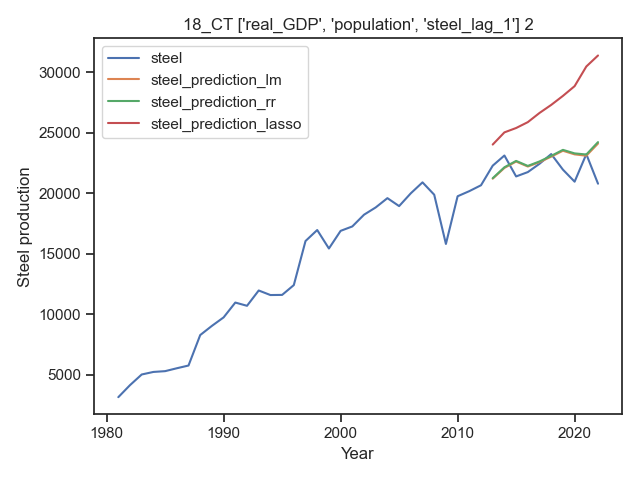 18_CT ['real_GDP', 'population', 'steel_lag_1'] 2
steel
steel_prediction_lm
steel_prediction_rr
steel_prediction_lasso
30000
25000
20000
15000
10000
5000
Steel production
1980 1990 2000 2010 2020
Year